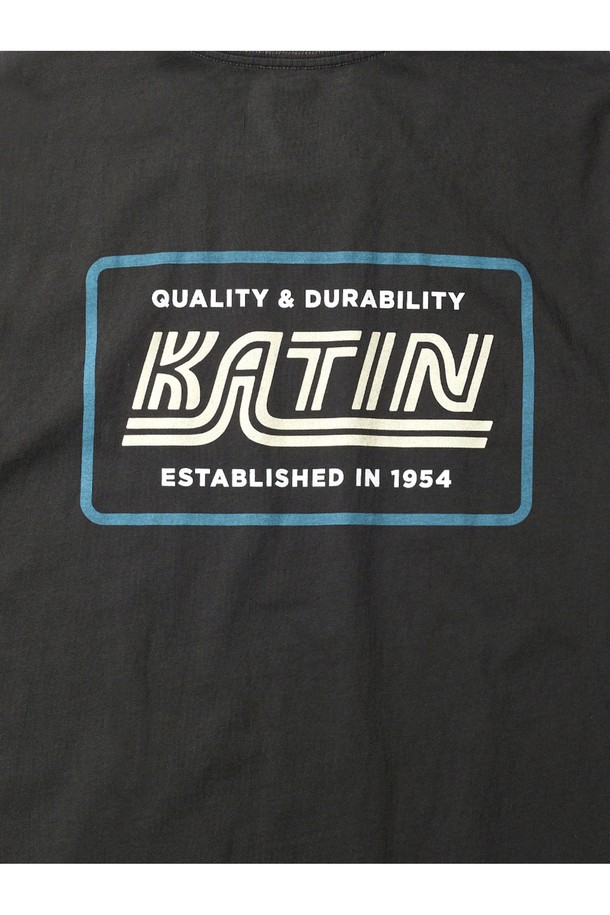 QUALITY & DURABILITY
KATIN
ESTABLISHED IN 1954